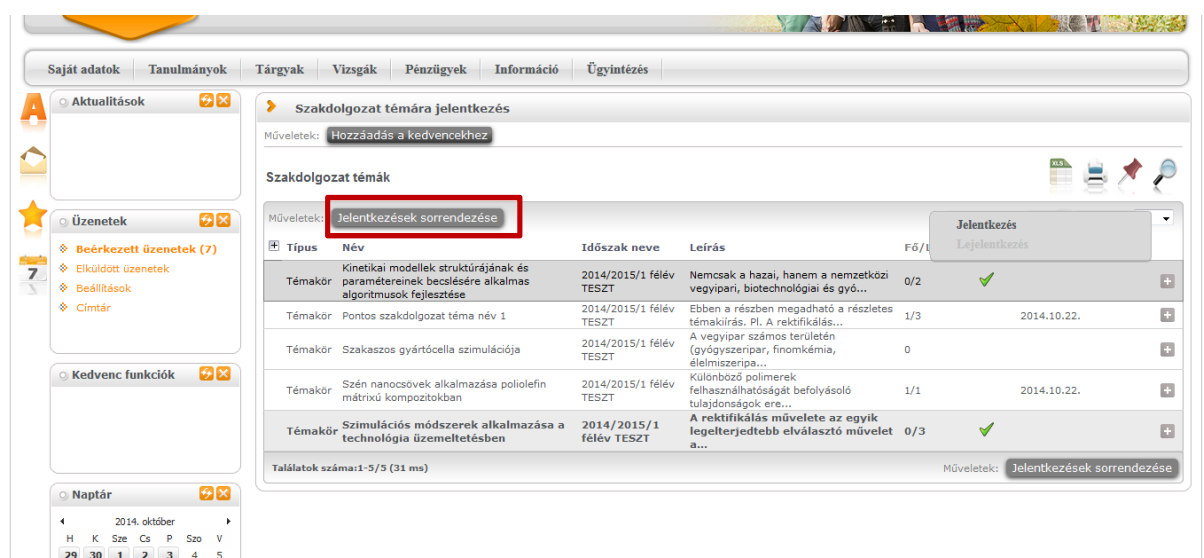 Saját adatok Tanulmányok Tárgyak Vizsgák Pénzügyek Információ Ügyintézés
Aktualitások
Üzenetek
Beérkezett üzenetek (7)
Elküldött üzenetek
Beállítások
Címtár
7
Kedvenc funkciók
Naptár
2014. október
H K Sze Cs P Szo V
29 30 1 2 3 4 5
Szakdolgozat témára jelentkezés
Műveletek: Hozzáadás a kedvencekhez
Szakdolgozat témák
XLS
Műveletek: Jelentkezések sorrendezése
Jelentkezés
Lejelentkezés
Típus Név Időszak neve Leírás Fő/L
Témakör Kinetikai modellek struktúrájának és paramétereinek becslésére alkalmas algoritmusok fejlesztése 2014/2015/1 félév TESZT Nemcsak a hazai, hanem a nemzetközi vegyipari, biotechnológiai és gyó... 0/2
Témakör Pontos szakdolgozat téma név 1 2014/2015/1 félév TESZT Ebben a részben megadható a részletes témakiírás. Pl. A rektifikálás... 1/3 2014.10.22.
Témakör Szakaszos gyártócella szimulációja 2014/2015/1 félév TESZT A vegyipar számos területén (gyógyszeripar, finomkémia, élelmiszeripa... 0
Témakör Szén nanocsövek alkalmazása poliolefin mátrixú kompozitokban 2014/2015/1 félév TESZT Különböző polimerek felhasználhatóságát befolyásoló tulajdonságok ere... 1/1 2014.10.22.
Témakör Szimulációs módszerek alkalmazása a technológia üzemeltetésben 2014/2015/1 félév TESZT A rektifikálás művelete az egyik legelterjedtebb elválasztó művelet a... 0/3
Találatok száma:1-5/5 (31 ms)
Műveletek: Jelentkezések sorrendezése